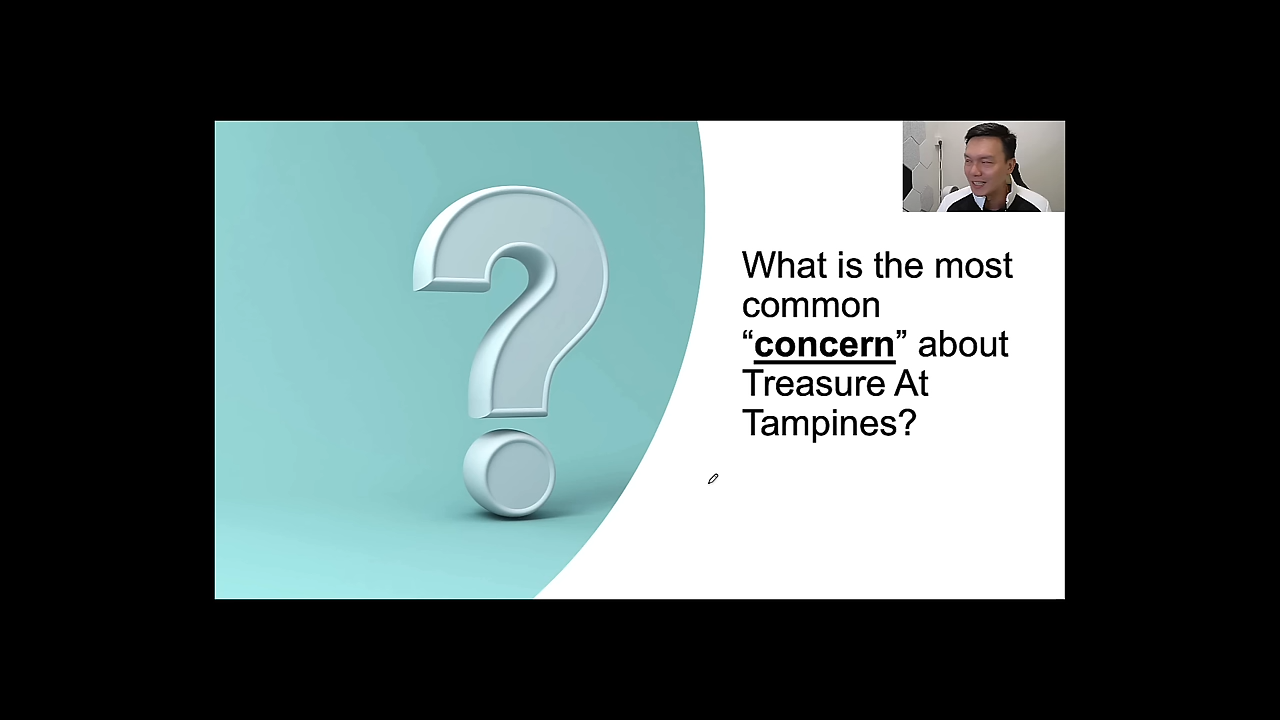 What is the most
common
“concern” about
Treasure At
Tampines?